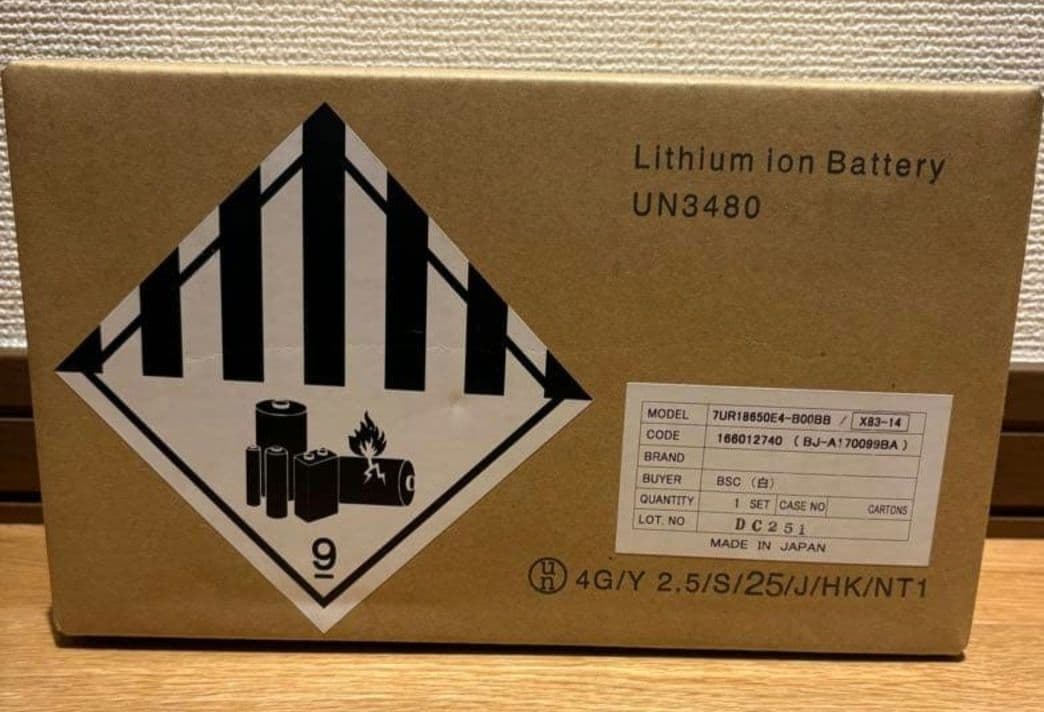 Lithium ion Battery
UN3480
9
MODEL 7UR18650E4-B00BB / X83-14
CODE 166012740 (BJ-A170099BA)
BRAND
BUYER BSC (白)
QUANTITY 1 SET CASE NO CARTONS
LOT. NO DC25i
MADE IN JAPAN
un 4G/Y 2.5/S/25/J/HK/NT1